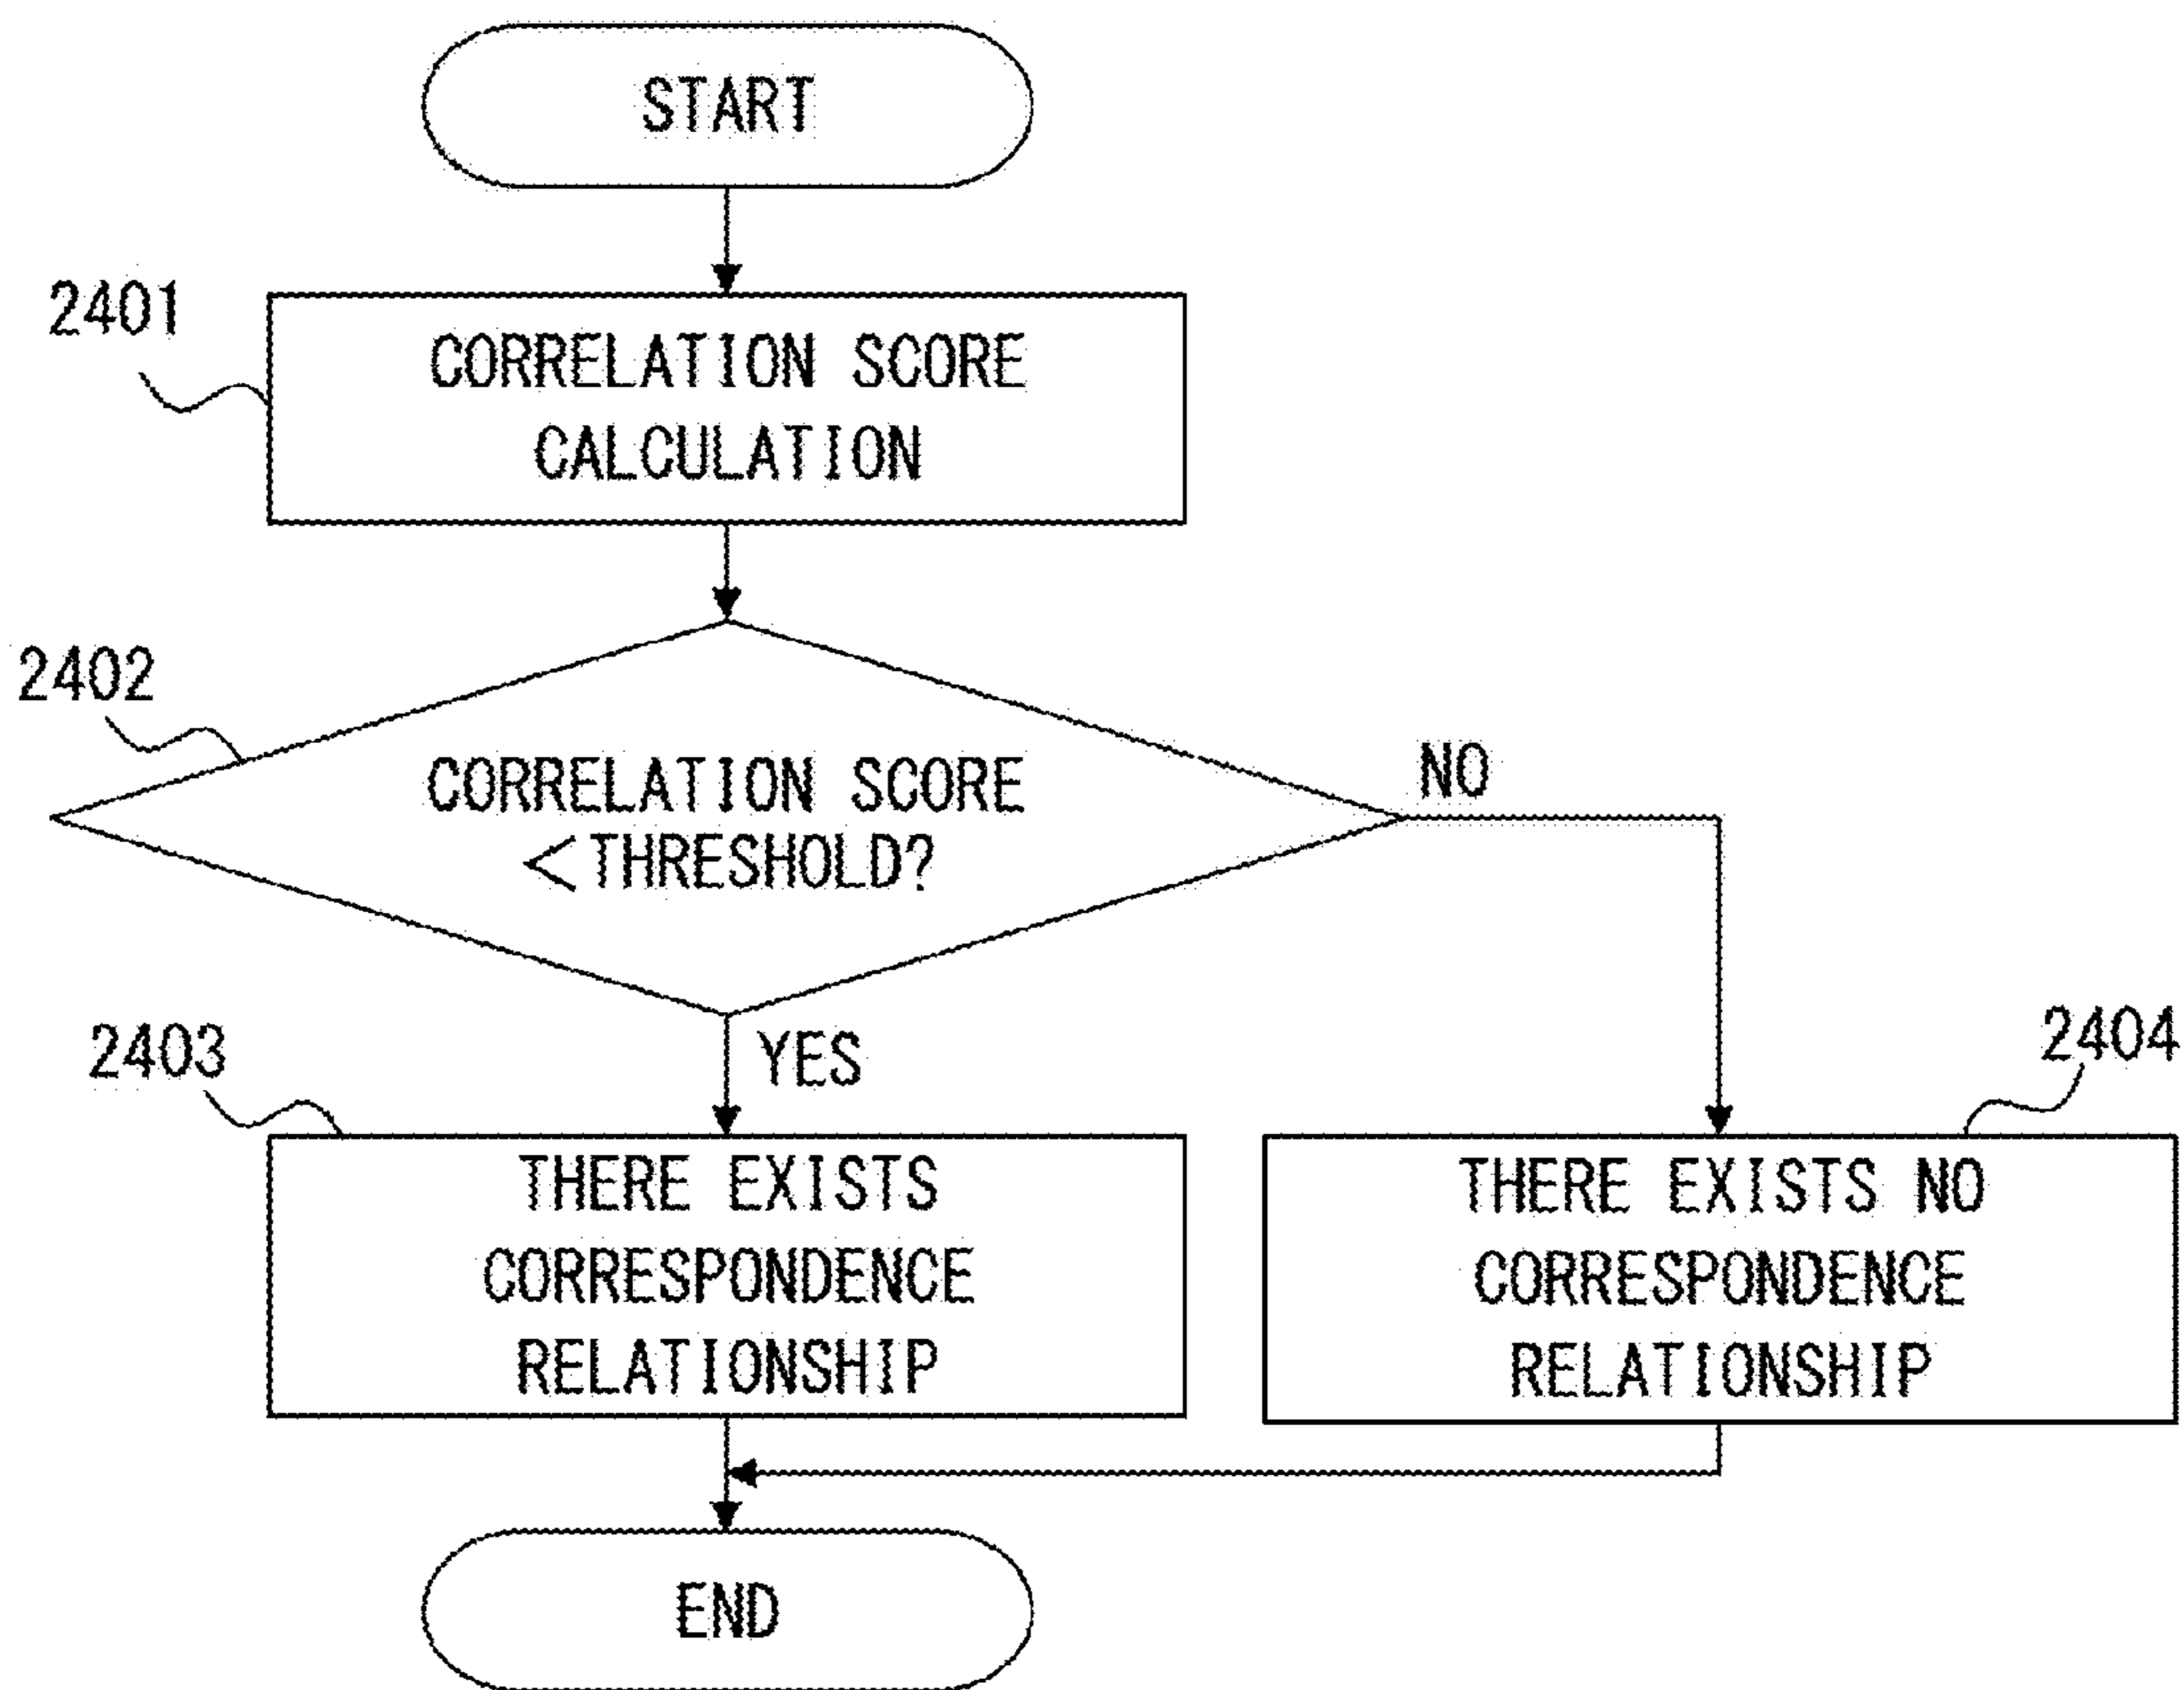 START
2401
CORRELATION SCORE
CALCULATION
2402
CORRELATION SCORE
<THRESHOLD?
NO
YES
2403
THERE EXISTS
CORRESPONDENCE
RELATIONSHIP
2404
THERE EXISTS NO
CORRESPONDENCE
RELATIONSHIP
END